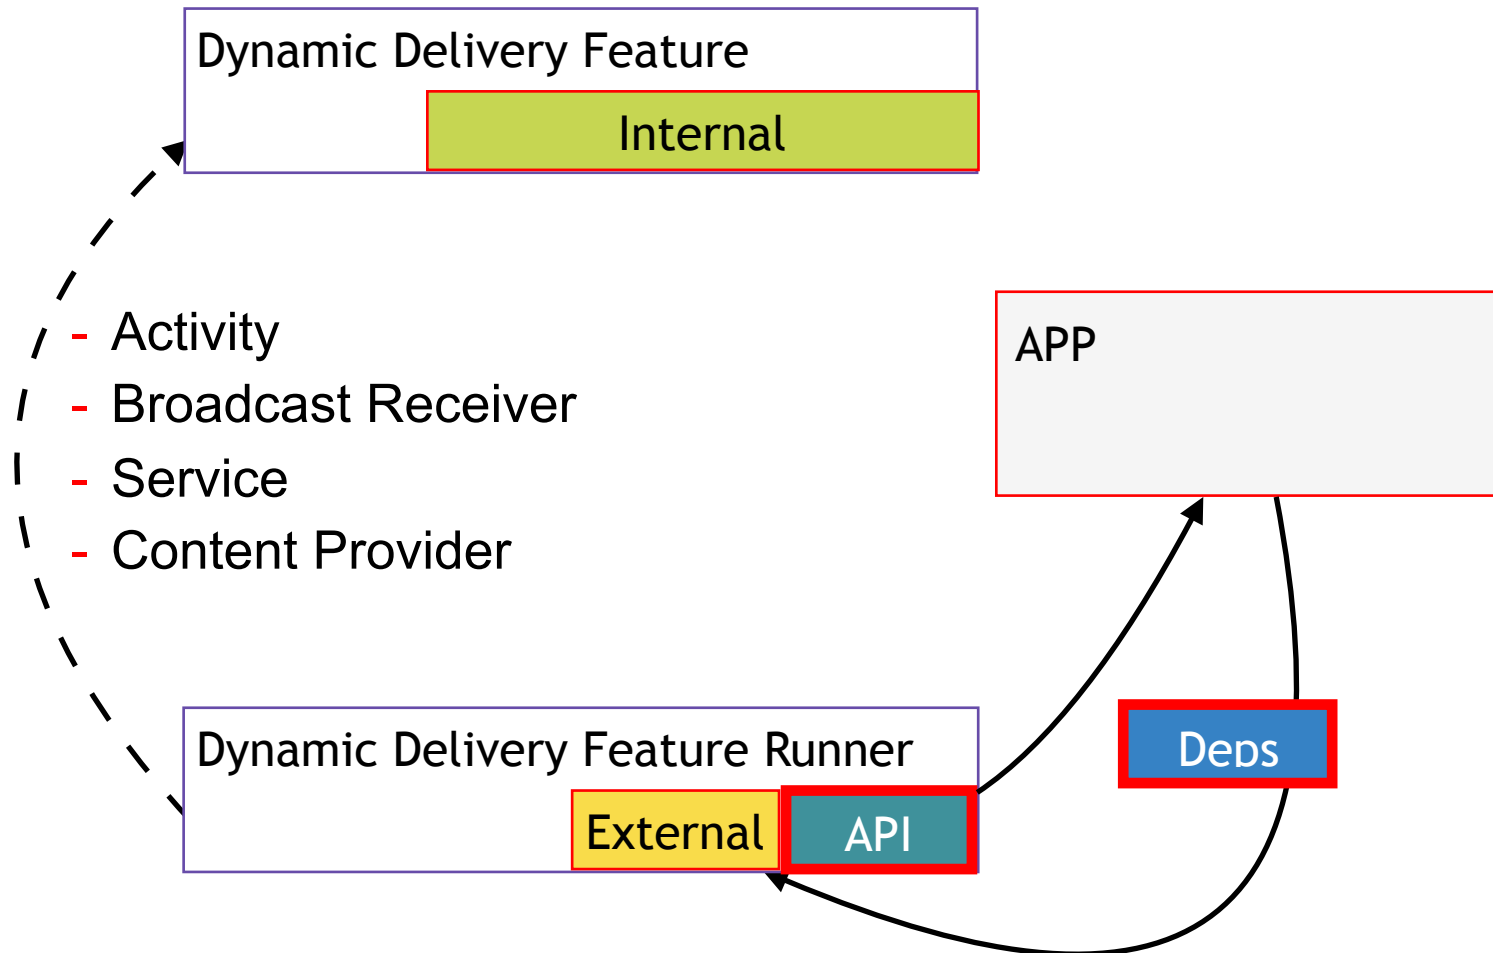 Dynamic Delivery Feature
Internal
- Activity
- Broadcast Receiver
- Service
- Content Provider
APP
Dynamic Delivery Feature Runner
External
API
Deps